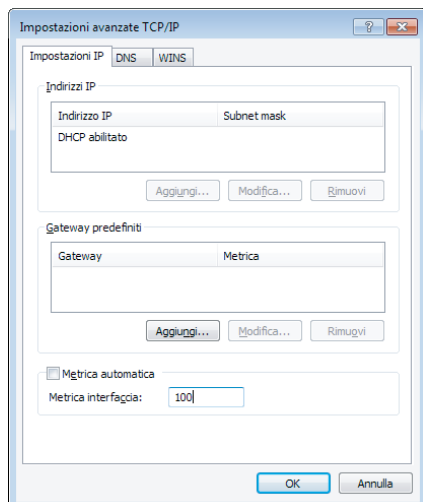 Impostazioni avanzate TCP/IP
Impostazioni IP DNS WINS
Indirizzi IP
Indirizzo IP Subnet mask
DHCP abilitato
Aggiungi... Modifica... Rimuovi
Gateway predefiniti
Gateway Metrica
Aggiungi... Modifica... Rimuovi
Metrica automatica
Metrica interfaccia: 100
OK Annulla